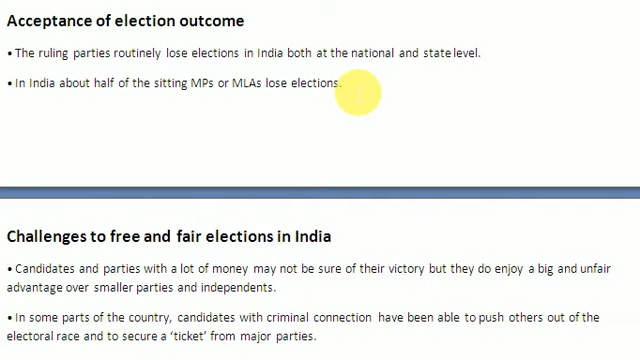 Acceptance of election outcome
• The ruling parties routinely lose elections in India both at the national and state level.
• In India about half of the sitting MPs or MLAs lose elections.
Challenges to free and fair elections in India
• Candidates and parties with a lot of money may not be sure of their victory but they do enjoy a big and unfair
advantage over smaller parties and independents.
• In some parts of the country, candidates with criminal connection have been able to push others out of the
electoral race and to secure a ‘ticket’ from major parties.